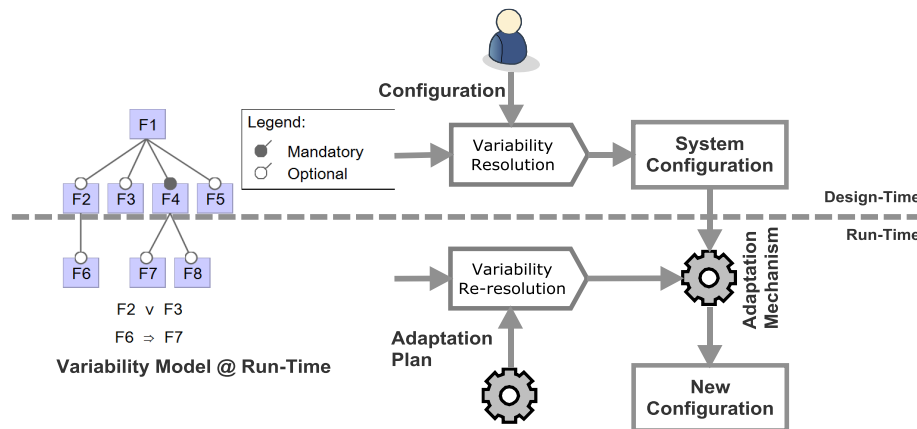 Configuration
Legend:
Mandatory
Optional
F1
F2
F3
F4
F5
Variability
Resolution
System
Configuration
Design-Time
Run-Time
F6
F7
F8
F2 ∨ F3
F6 ⇒ F7
Variability Model @ Run-Time
Variability
Re-resolution
Adaptation
Plan
Adaptation
Mechanism
New
Configuration